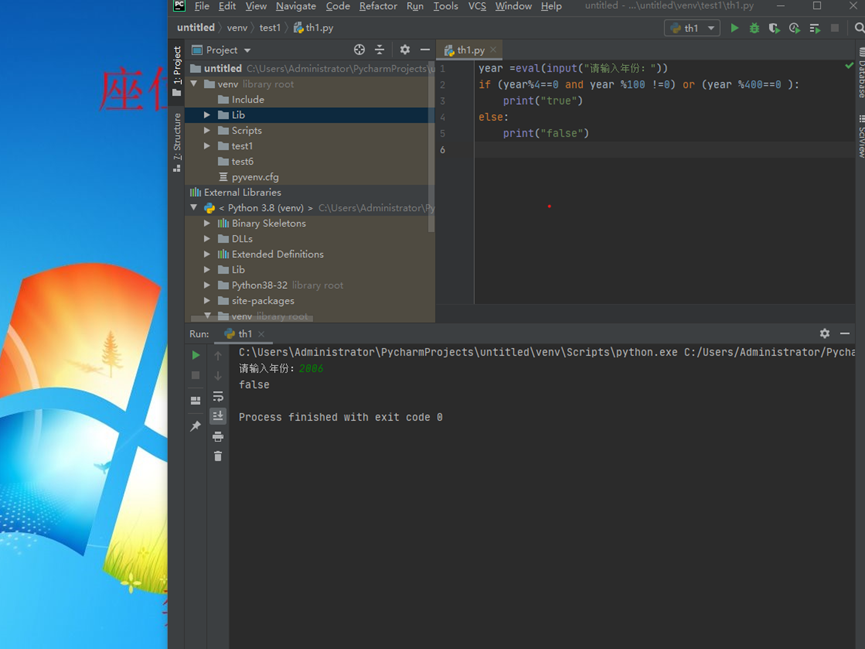 File Edit View Navigate Code Refactor Run Tools VCS Window Help untitled - ...\untitled\venv\test1\th1.py
untitled venv test1 th1.py th1
Project th1.py
untitled C:\Users\Administrator\PycharmProjects\
venv library root
Include
Lib
Scripts
test1
test6
pyvenv.cfg
External Libraries
< Python 3.8 (venv) > C:\Users\Administrator\Py
Binary Skeletons
DLLs
Extended Definitions
Lib
Python38-32 library root
site-packages
venv library root
1: Project
7: Structure
1 year =eval(input("请输入年份："))
2 if (year%4==0 and year %100 !=0) or (year %400==0 ):
3 print("true")
4 else:
5 print("false")
6
Database
SciView
座
Run: th1
C:\Users\Administrator\PycharmProjects\untitled\venv\Scripts\python.exe C:/Users/Administrator/Pycha
请输入年份：2006
false
Process finished with exit code 0